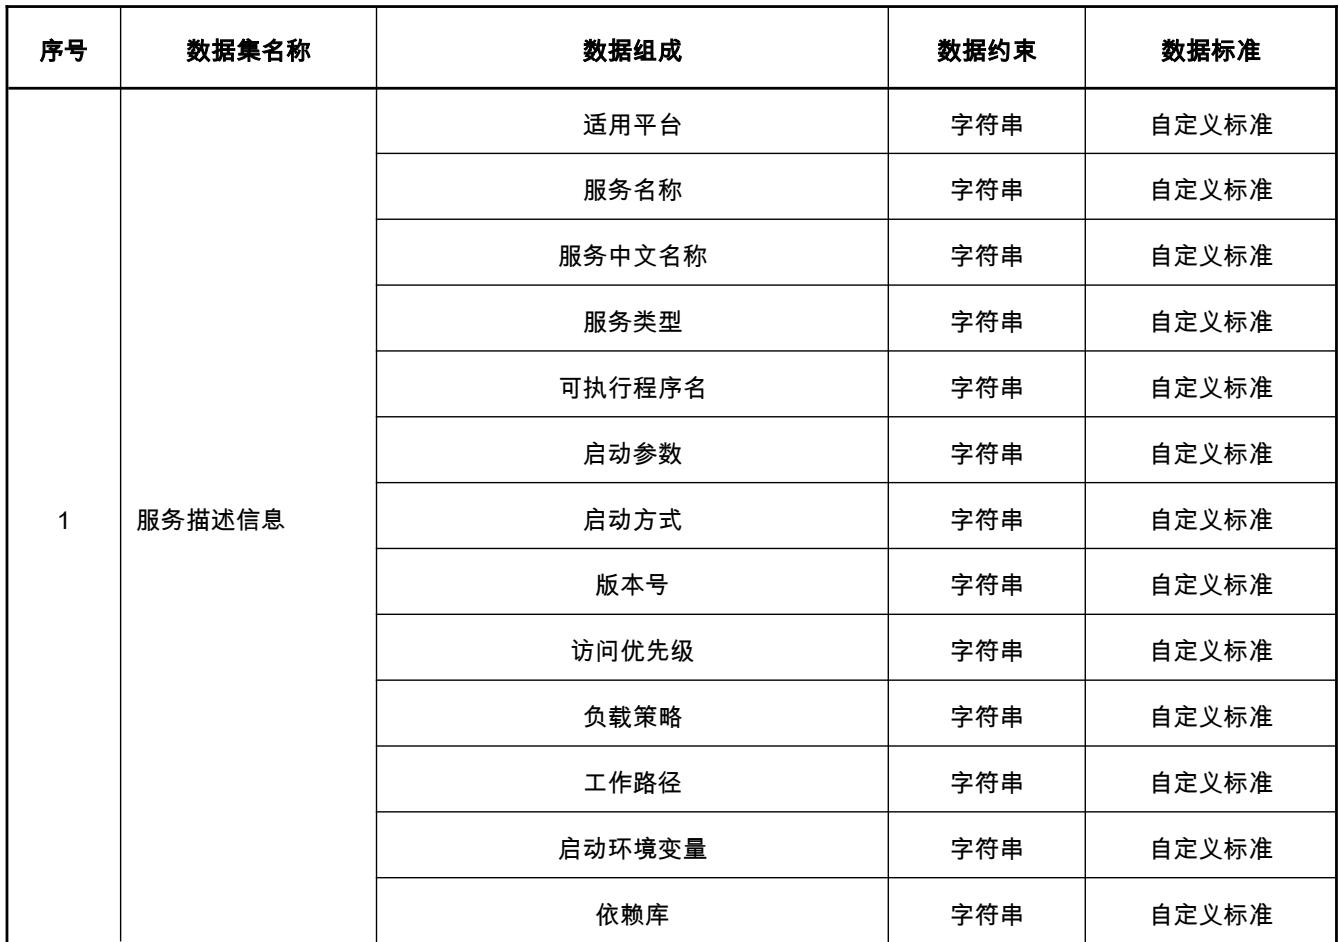 序号 数据集名称 数据组成 数据约束 数据标准
适用平台 字符串 自定义标准
服务名称 字符串 自定义标准
服务中文名称 字符串 自定义标准
服务类型 字符串 自定义标准
可执行程序名 字符串 自定义标准
启动参数 字符串 自定义标准
1 服务描述信息 启动方式 字符串 自定义标准
版本号 字符串 自定义标准
访问优先级 字符串 自定义标准
负载策略 字符串 自定义标准
工作路径 字符串 自定义标准
启动环境变量 字符串 自定义标准
依赖库 字符串 自定义标准